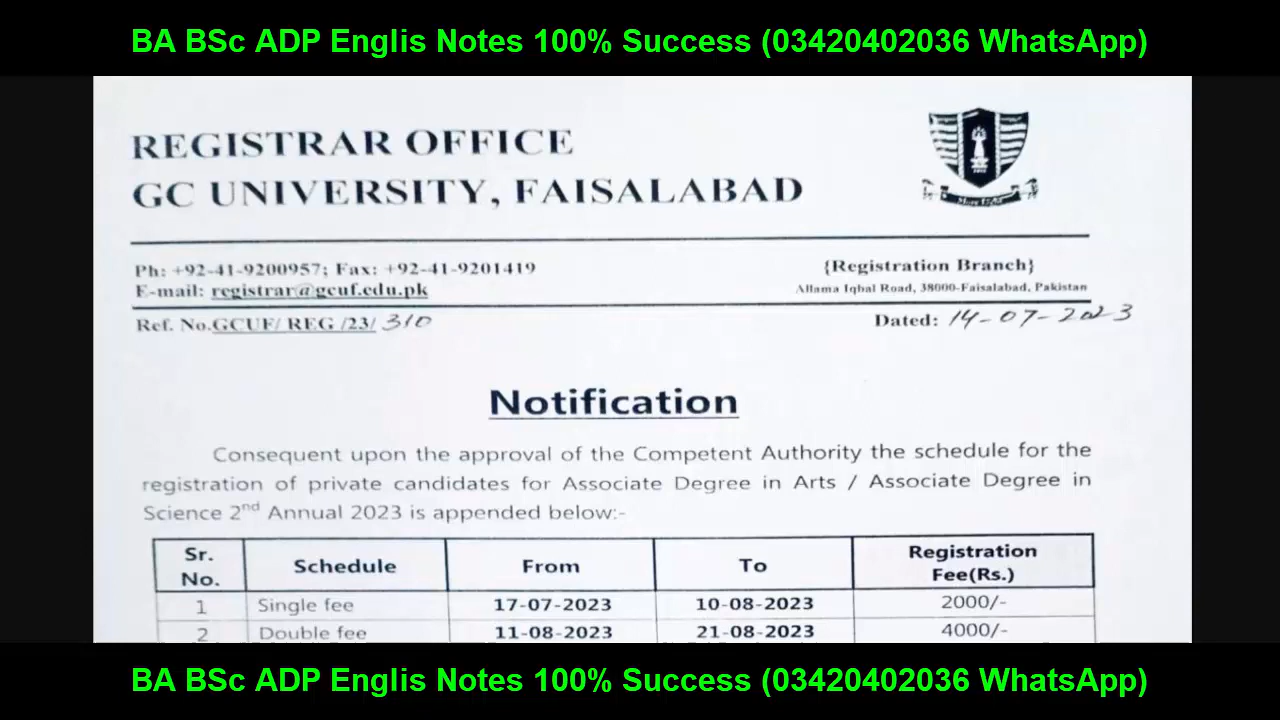 BA BSc ADP Englis Notes 100% Success (03420402036 WhatsApp)
REGISTRAR OFFICE
GC UNIVERSITY, FAISALABAD
Ph: +92-41-9200957; Fax: +92-41-9201419
{Registration Branch}
E-mail: registrar@gcuf.edu.pk
Allama Iqbal Road, 38000-Faisalabad, Pakistan
Ref. No.GCUF/ REG /23/ 310
Dated: 14-07-2023
Notification
Consequent upon the approval of the Competent Authority the schedule for the
registration of private candidates for Associate Degree in Arts / Associate Degree in
Science 2nd Annual 2023 is appended below:-
Sr. No. Schedule From To Registration Fee(Rs.)
1 Single fee 17-07-2023 10-08-2023 2000/-
2 Double fee 11-08-2023 21-08-2023 4000/-
BA BSc ADP Englis Notes 100% Success (03420402036 WhatsApp)